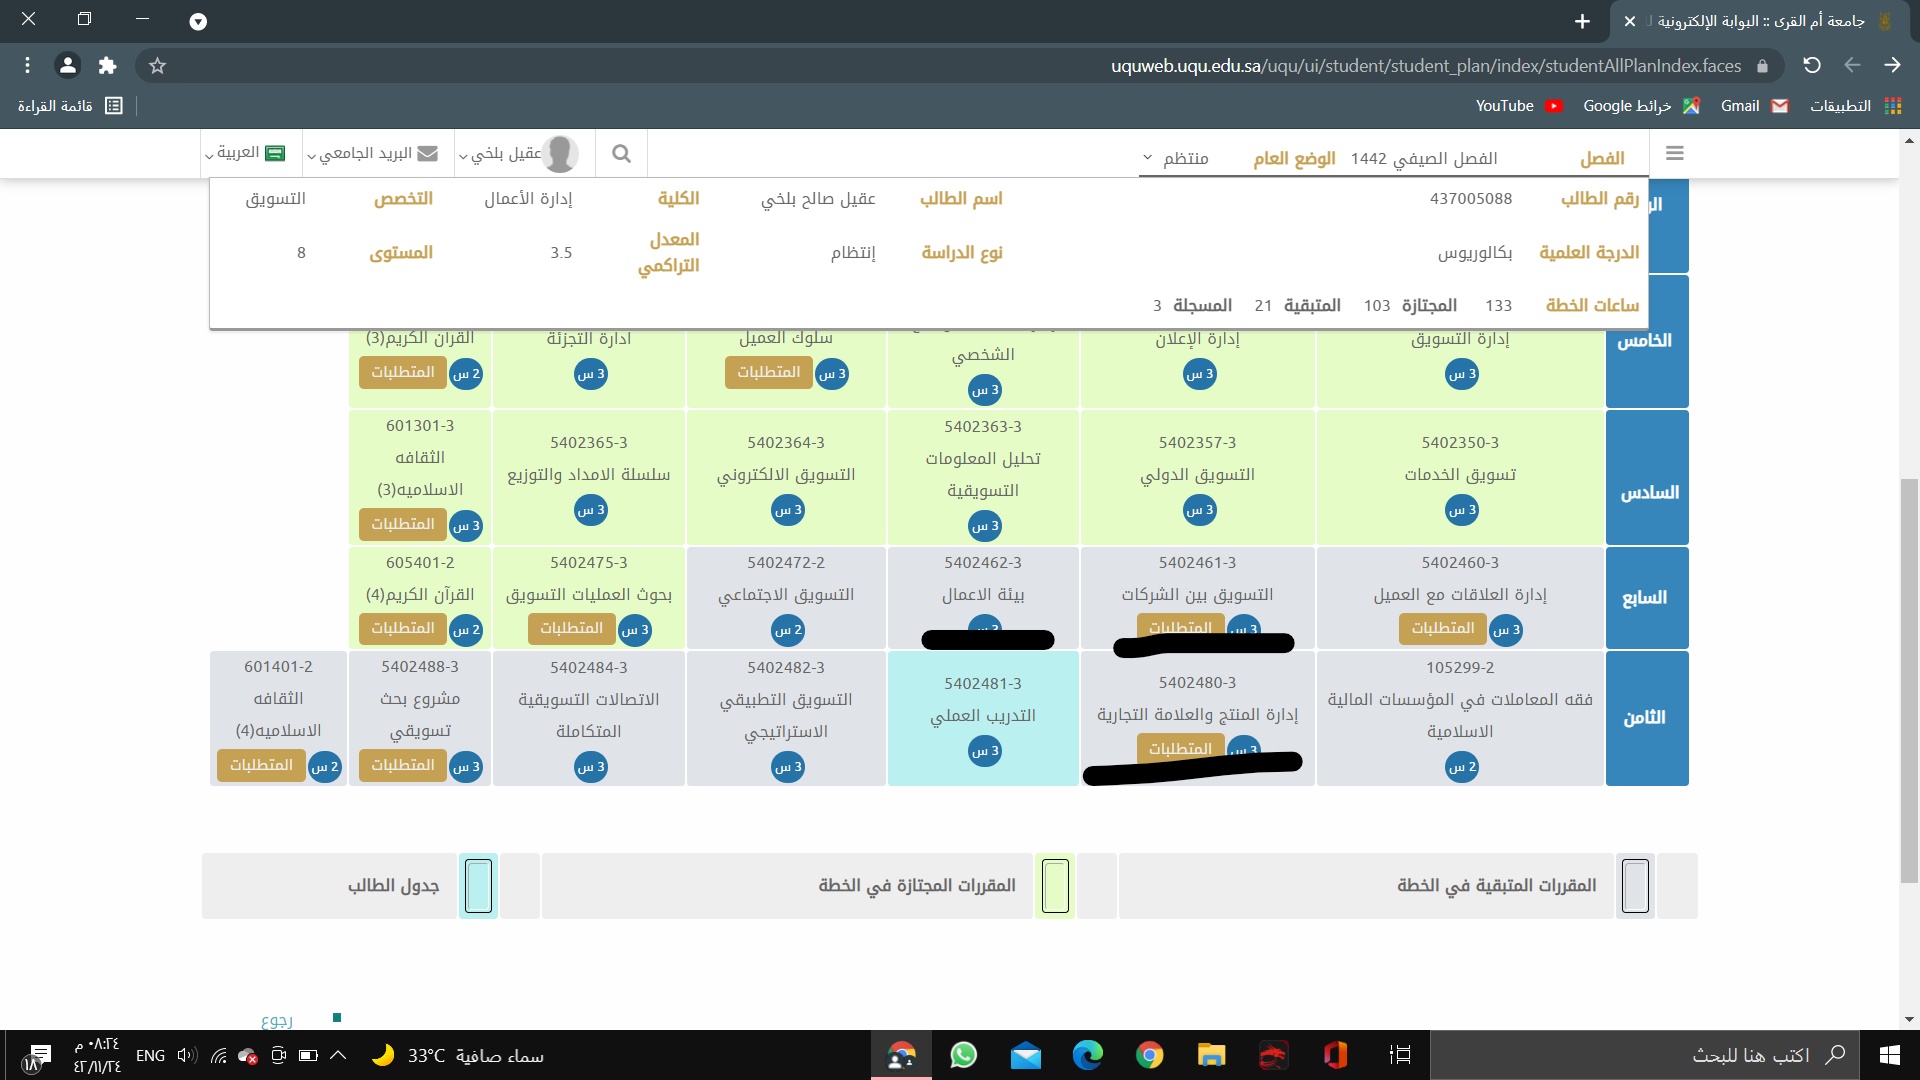 جامعة أم القرى :: البوابة الإلكترونية
uquweb.uqu.edu.sa/uqu/ui/student/student_plan/index/studentAllPlanIndex.faces
التطبيقات Gmail خرائط Google YouTube قائمة القراءة
الفصل الفصل الصيفي 1442 الوضع العام منتظم عقيل بلخي البريد الجامعي العربية
رقم الطالب 437005088 اسم الطالب عقيل صالح بلخي الكلية إدارة الأعمال التخصص التسويق
الدرجة العلمية بكالوريوس نوع الدراسة إنتظام المعدل التراكمي 3.5 المستوى 8
ساعات الخطة 133 المجتازة 103 المتبقية 21 المسجلة 3
الخامس
إدارة التسويق
3 س
إدارة الإعلان
3 س
الشخصي
3 س
سلوك العميل
3 س المتطلبات
ادارة التجزئة
3 س
القرآن الكريم(3)
2 س المتطلبات
السادس
5402350-3
تسويق الخدمات
3 س
5402357-3
التسويق الدولي
3 س
5402363-3
تحليل المعلومات
التسويقية
3 س
5402364-3
التسويق الالكتروني
3 س
5402365-3
سلسلة الامداد والتوزيع
3 س
601301-3
الثقافه
الاسلاميه(3)
3 س المتطلبات
السابع
5402460-3
إدارة العلاقات مع العميل
3 س المتطلبات
5402461-3
التسويق بين الشركات
3 س المتطلبات
5402462-3
بيئة الاعمال
3 س
5402472-2
التسويق الاجتماعي
2 س
5402475-3
بحوث العمليات التسويق
3 س المتطلبات
605401-2
القرآن الكريم(4)
2 س المتطلبات
الثامن
105299-2
فقه المعاملات في المؤسسات المالية
الاسلامية
2 س
5402480-3
إدارة المنتج والعلامة التجارية
3 س المتطلبات
5402481-3
التدريب العملي
3 س
5402482-3
التسويق التطبيقي
الاستراتيجي
3 س
5402484-3
الاتصالات التسويقية
المتكاملة
3 س
5402488-3
مشروع بحث
تسويقي
3 س المتطلبات
601401-2
الثقافه
الاسلاميه(4)
2 س المتطلبات
المقررات المتبقية في الخطة
المقررات المجتازة في الخطة
جدول الطالب
رجوع
اكتب هنا للبحث
سماء صافية 33°C
ENG
٠٨:٢٤ م
٤٢/١١/٢٤
١٨